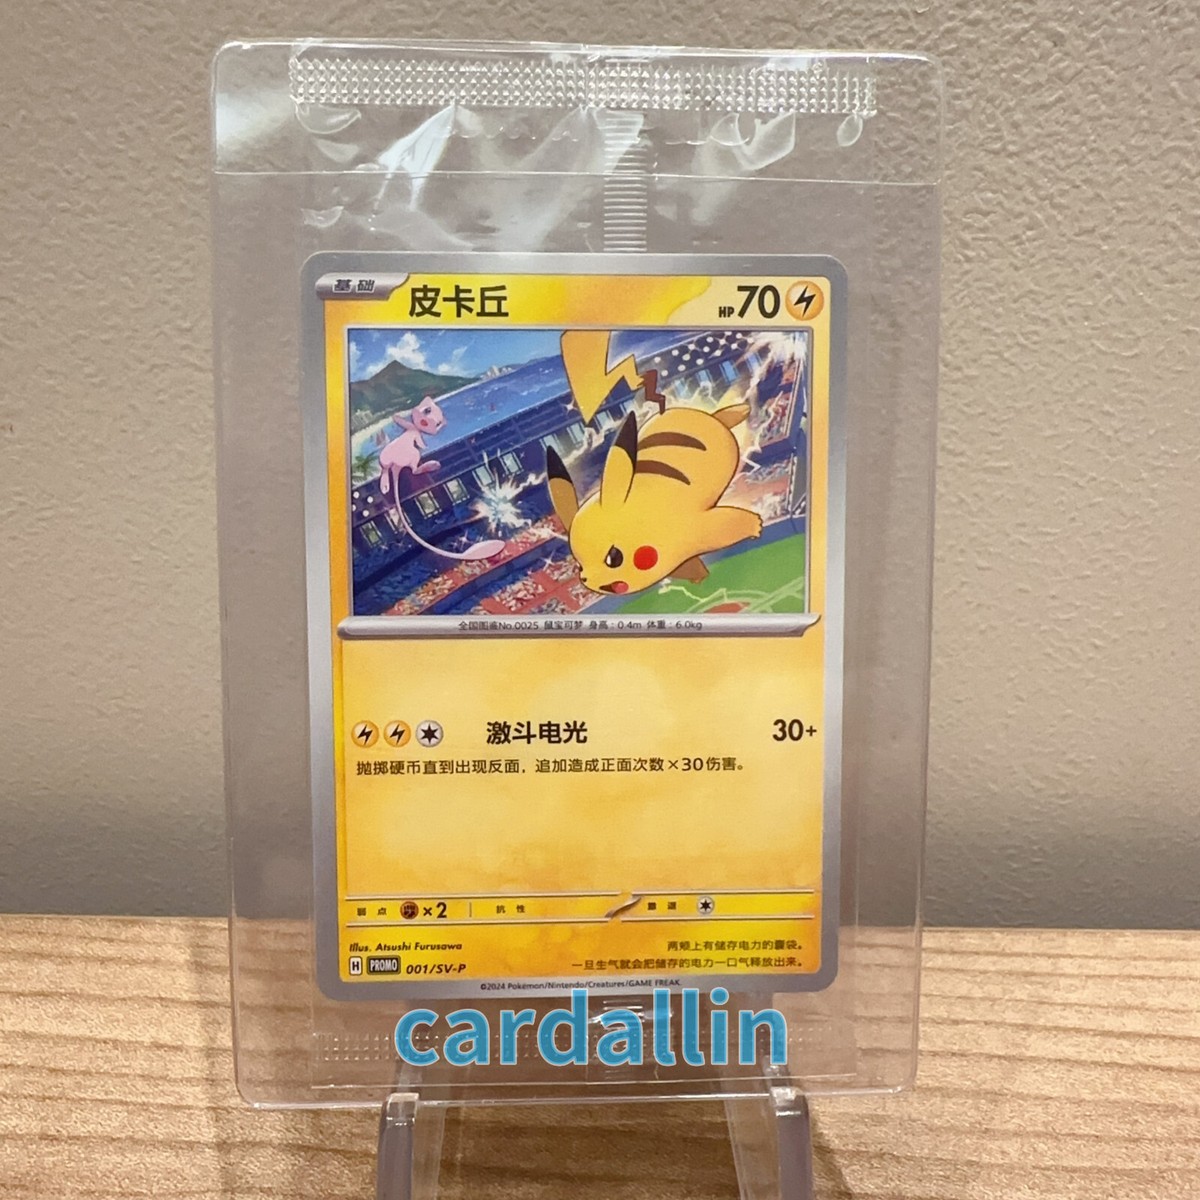 基础 皮卡丘 HP 70
全国图鉴No.0025 鼠宝可梦 身高：0.4m 体重：6.0kg
激斗电光 30+
抛掷硬币直到出现反面，追加造成正面次数×30伤害。
弱点 ×2 抗性 撤退
Illus. Atsushi Furusawa
H PROMO 001/SV-P
两颊上有储存电力的囊袋。
一旦生气就会把储存的电力一口气释放出来。
©2024 Pokémon/Nintendo/Creatures/GAME FREAK.
cardallin